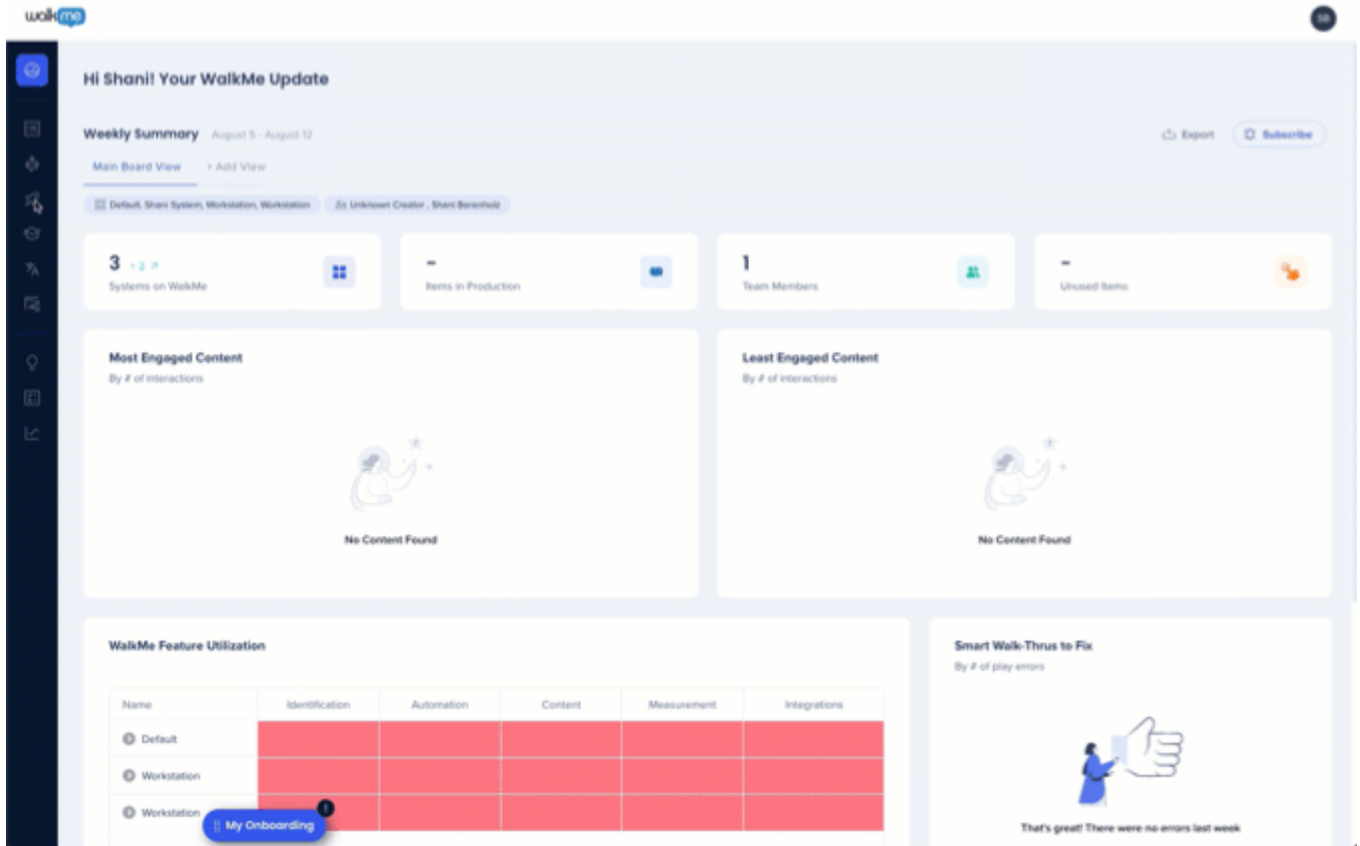 walkme
SB
Hi Shani! Your WalkMe Update
Weekly Summary August 5 - August 12
Export Subscribe
Main Board View + Add View
Default, Shani System, Workstation, Workstation Unknown Creator , Shani Berenholz
3 +2
Systems on WalkMe
-
Items in Production
1
Team Members
-
Unused Items
Most Engaged Content
By # of interactions
No Content Found
Least Engaged Content
By # of interactions
No Content Found
WalkMe Feature Utilization
Name Identification Automation Content Measurement Integrations
Default
Workstation
Workstation
My Onboarding
!
Smart Walk-Thrus to Fix
By # of play errors
That's great! There were no errors last week